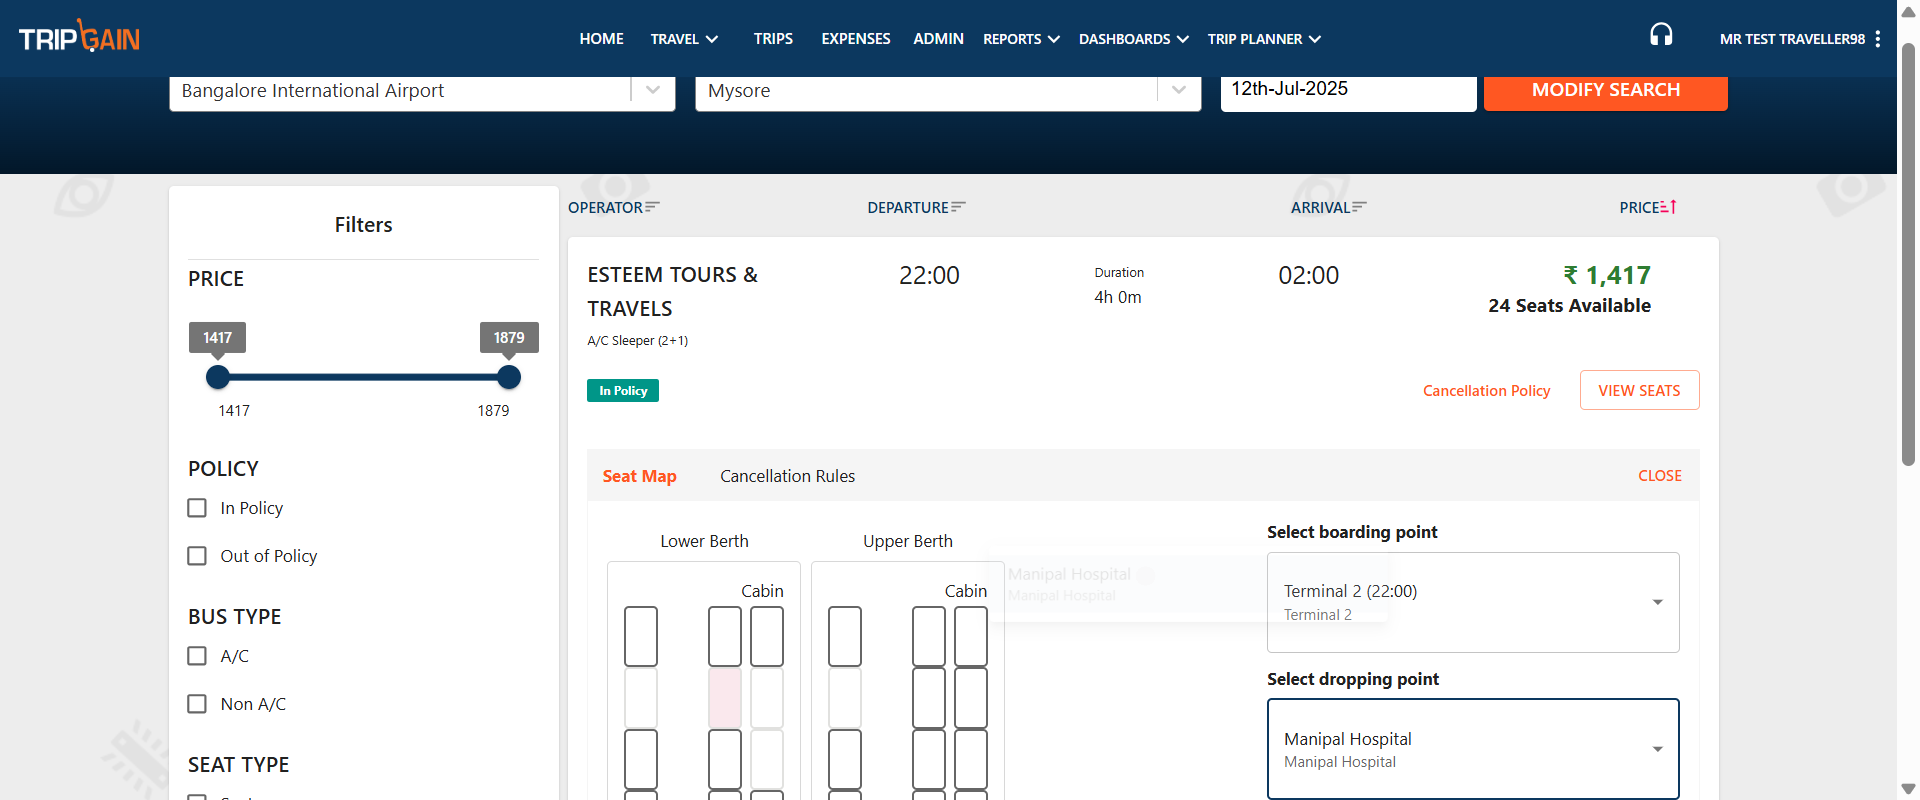 TRIPGAIN
HOME
TRAVEL
TRIPS
EXPENSES
ADMIN
REPORTS
DASHBOARDS
TRIP PLANNER
MR TEST TRAVELLER98
Bangalore International Airport
Mysore
12th-Jul-2025
MODIFY SEARCH
Filters
PRICE
1417
1879
1417
1879
POLICY
In Policy
Out of Policy
BUS TYPE
A/C
Non A/C
SEAT TYPE
OPERATOR
DEPARTURE
ARRIVAL
PRICE
ESTEEM TOURS &
TRAVELS
A/C Sleeper (2+1)
22:00
Duration
4h 0m
02:00
₹ 1,417
24 Seats Available
In Policy
Cancellation Policy
VIEW SEATS
Seat Map
Cancellation Rules
CLOSE
Lower Berth
Cabin
Upper Berth
Cabin
Manipal Hospital
Manipal Hospital
Select boarding point
Terminal 2 (22:00)
Terminal 2
Select dropping point
Manipal Hospital
Manipal Hospital